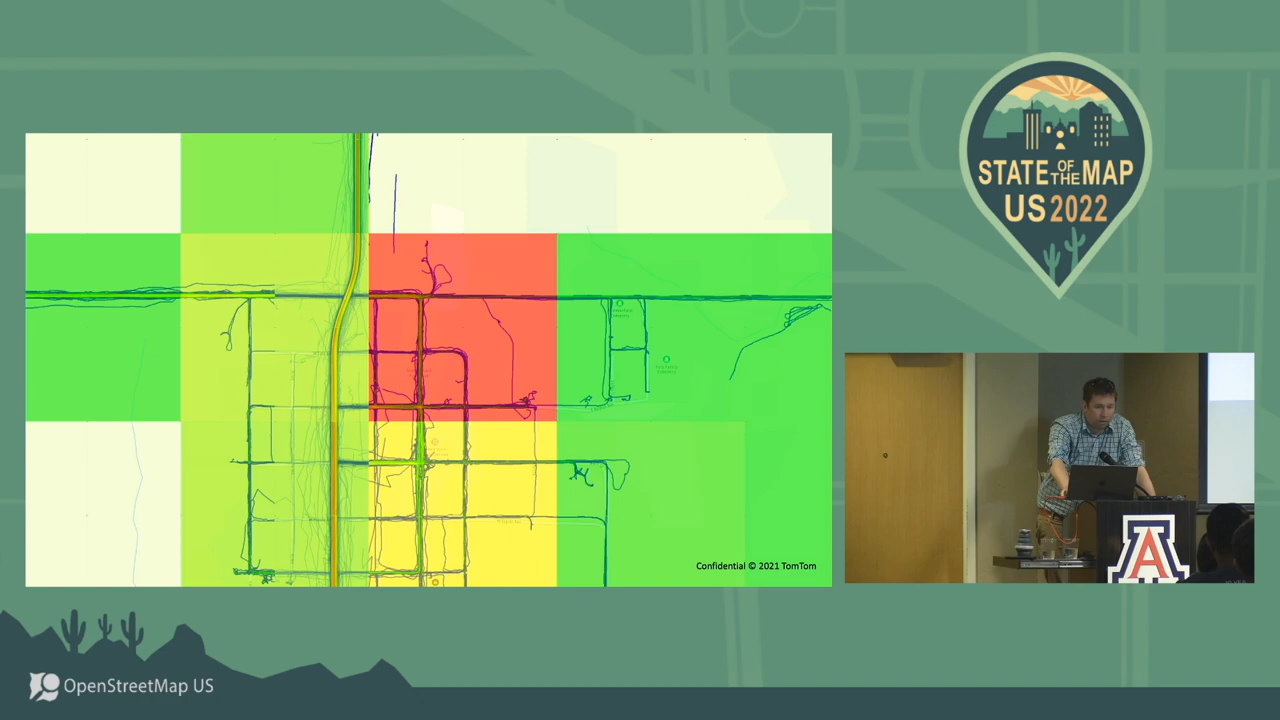 STATE OF THE MAP
US 2022
Confidential © 2021 TomTom
A
OpenStreetMap US